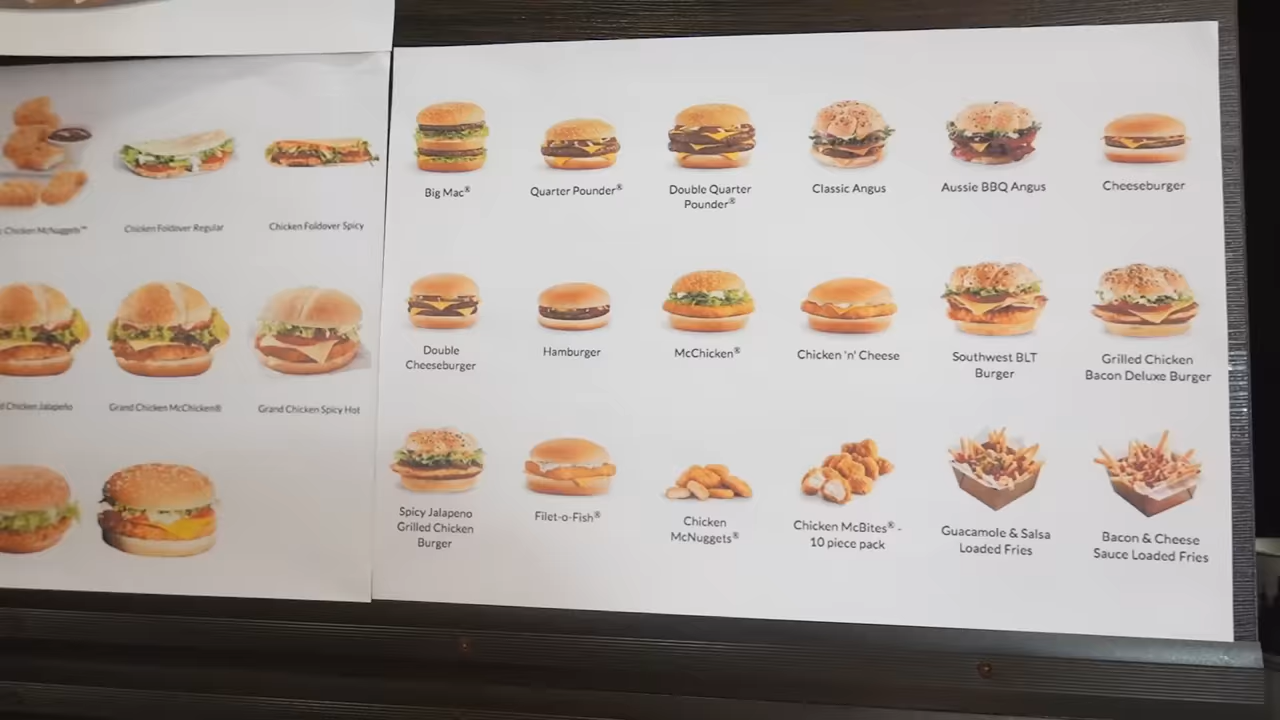 Chicken McNuggets™
Chicken Foldover Regular
Chicken Foldover Spicy
Chicken Jalapeño
Grand Chicken McChicken®
Grand Chicken Spicy Hot
Big Mac®
Quarter Pounder®
Double Quarter
Pounder®
Classic Angus
Aussie BBQ Angus
Cheeseburger
Double
Cheeseburger
Hamburger
McChicken®
Chicken 'n' Cheese
Southwest BLT
Burger
Grilled Chicken
Bacon Deluxe Burger
Spicy Jalapeno
Grilled Chicken
Burger
Filet-o-Fish®
Chicken
McNuggets®
Chicken McBites® -
10 piece pack
Guacamole & Salsa
Loaded Fries
Bacon & Cheese
Sauce Loaded Fries